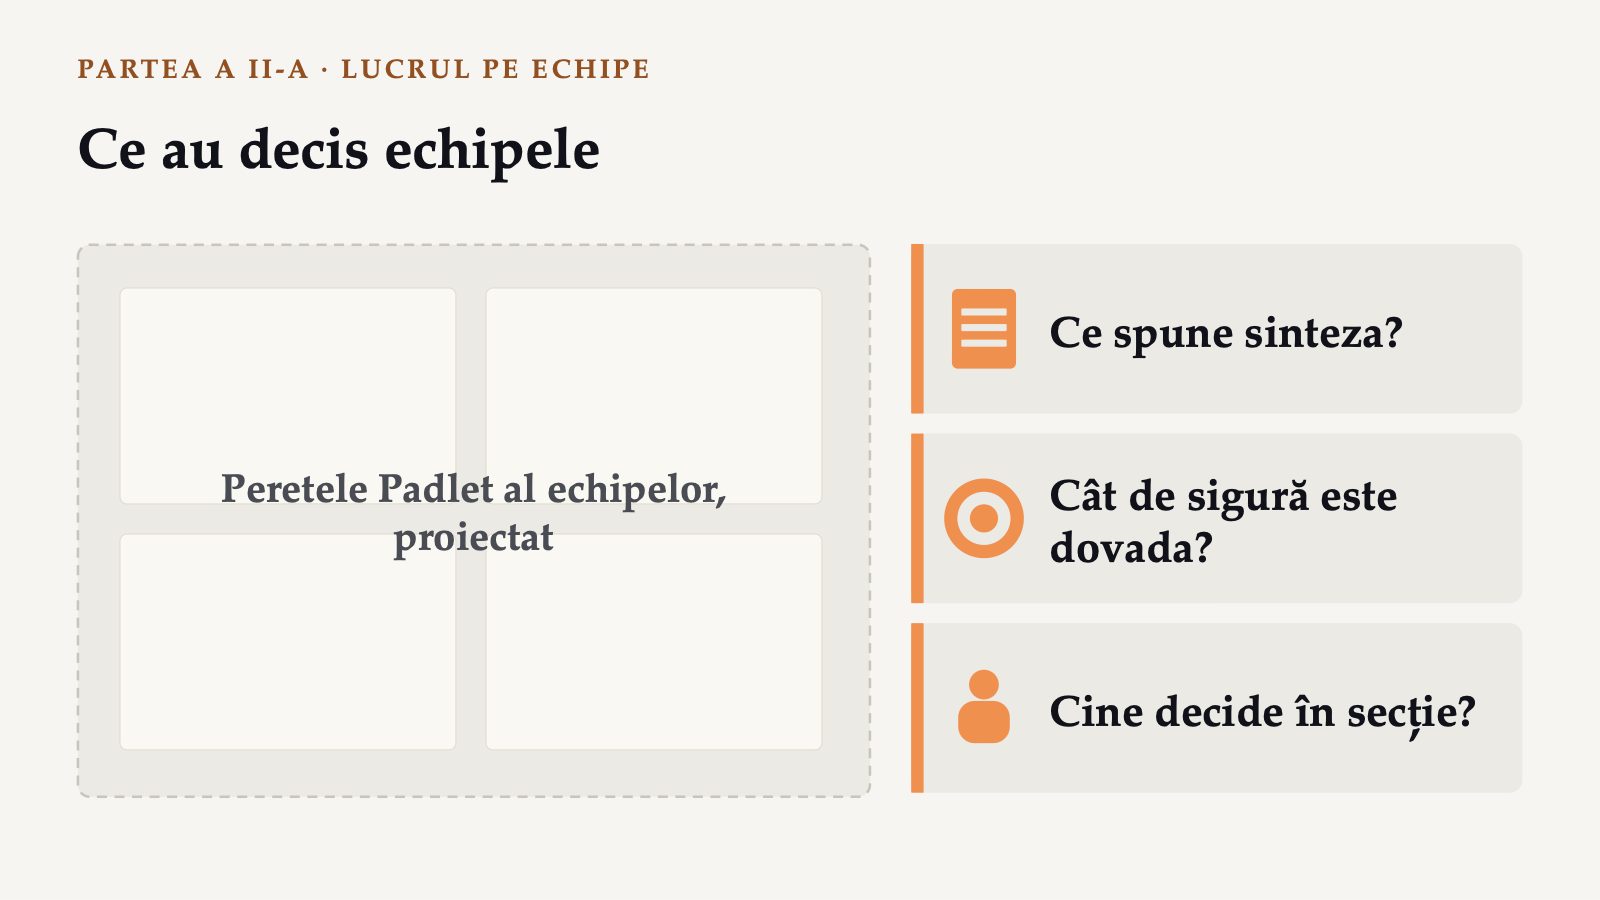 PARTEA A II-A · LUCRUL PE ECHIPE
Ce au decis echipele
Peretele Padlet al echipelor,
proiectat
Ce spune sinteza?
Cât de sigură este
dovada?
Cine decide în secție?